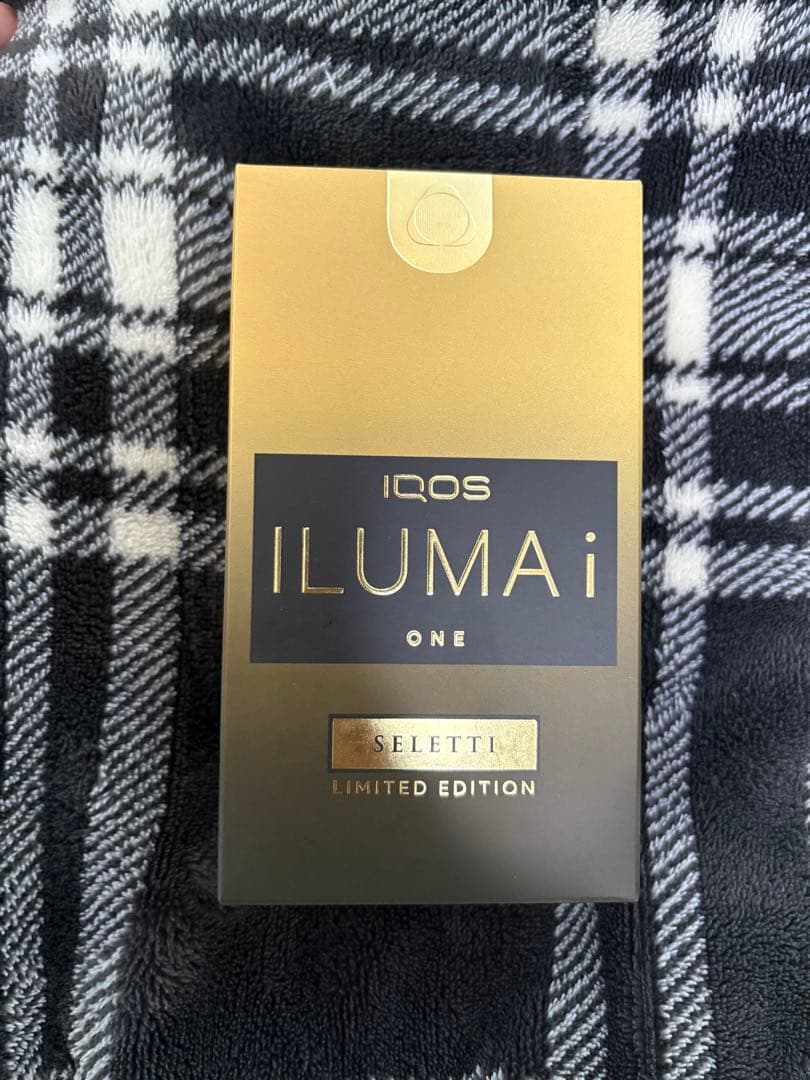 IQOS
ILUMA i
ONE
SELETTI
LIMITED EDITION